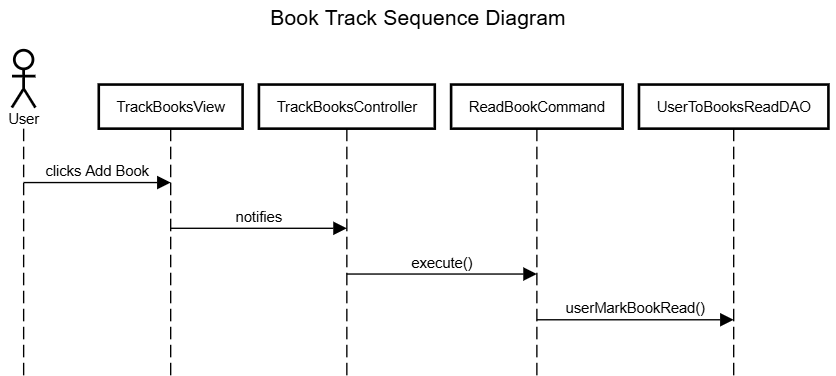 Book Track Sequence Diagram
User
TrackBooksView
TrackBooksController
ReadBookCommand
UserToBooksReadDAO
clicks Add Book
notifies
execute()
userMarkBookRead()